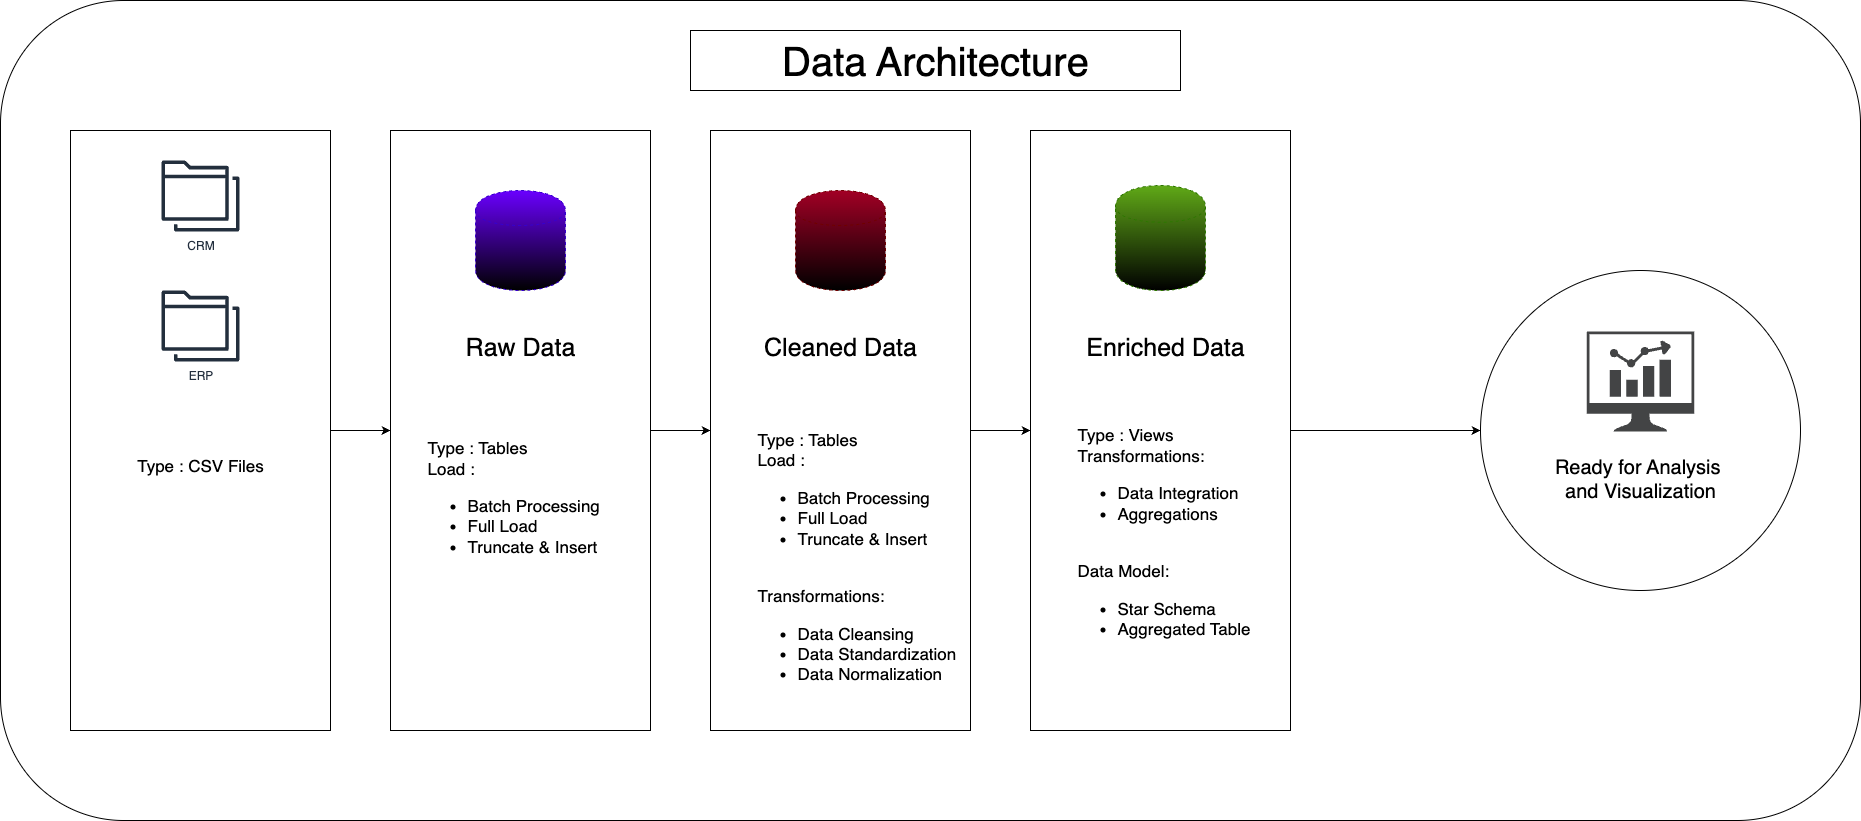 Data Architecture
CRM
ERP
Type : CSV Files
Raw Data
Type : Tables
Load :
• Batch Processing
• Full Load
• Truncate & Insert
Cleaned Data
Type : Tables
Load :
• Batch Processing
• Full Load
• Truncate & Insert
Transformations:
• Data Cleansing
• Data Standardization
• Data Normalization
Enriched Data
Type : Views
Transformations:
• Data Integration
• Aggregations
Data Model:
• Star Schema
• Aggregated Table
Ready for Analysis
and Visualization